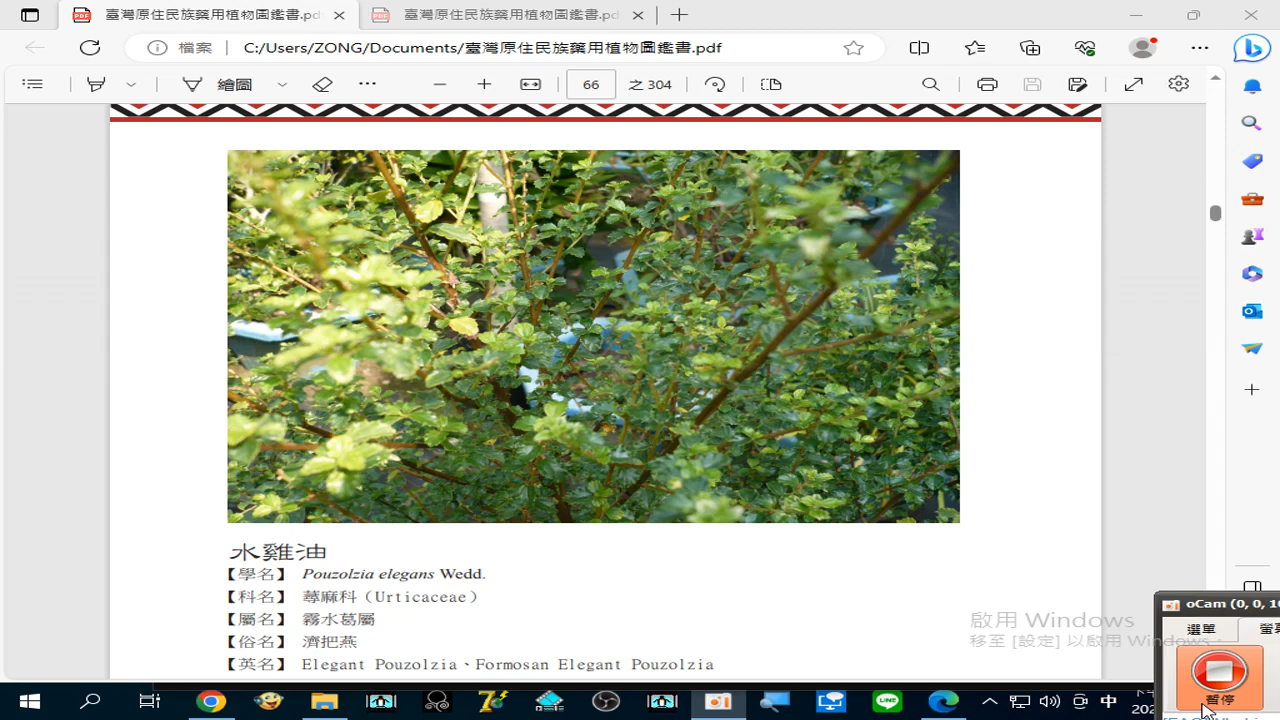 臺灣原住民族藥用植物圖鑑書.pdf
臺灣原住民族藥用植物圖鑑書.pdf
檔案
C:/Users/ZONG/Documents/臺灣原住民族藥用植物圖鑑書.pdf
繪圖
66 之 304
水雞油
【學名】 Pouzolzia elegans Wedd.
【科名】 蕁麻科（Urticaceae）
【屬名】 霧水葛屬
【俗名】 濟把燕
【英名】 Elegant Pouzolzia、Formosan Elegant Pouzolzia
啟用 Windows
移至 [設定] 以啟用 Windows。
oCam (0, 0, 
選單
暫停
中
LINE